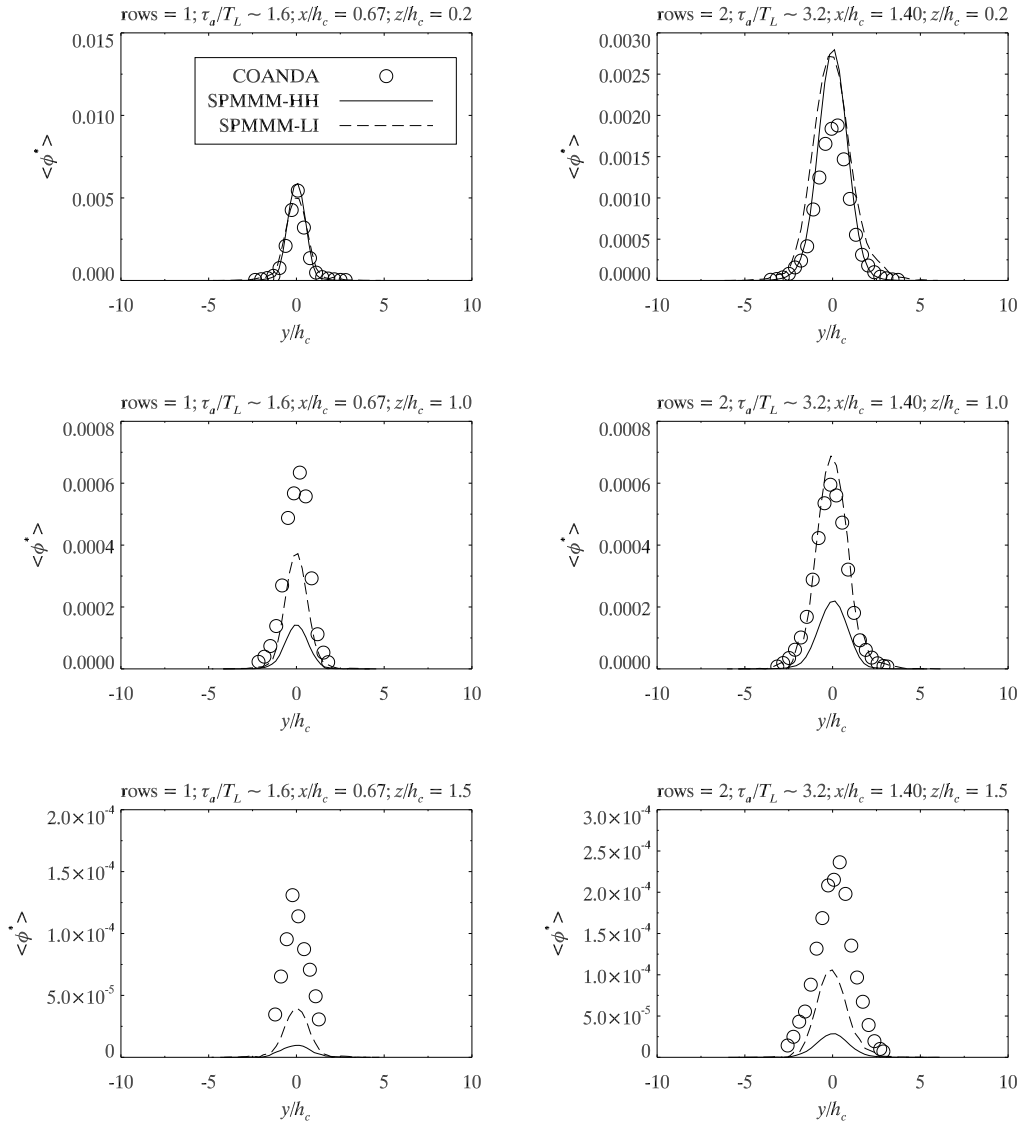 rows = 1; τa/TL ~ 1.6; x/hc = 0.67; z/hc = 0.2
0.015
0.010
0.005
0.000
<ϕ*>
COANDA
SPMMM-HH
SPMMM-LI
-10 -5 0 5 10
y/hc
rows = 2; τa/TL ~ 3.2; x/hc = 1.40; z/hc = 0.2
0.0030
0.0025
0.0020
0.0015
0.0010
0.0005
0.0000
<ϕ*>
-10 -5 0 5 10
y/hc
rows = 1; τa/TL ~ 1.6; x/hc = 0.67; z/hc = 1.0
0.0008
0.0006
0.0004
0.0002
0.0000
<ϕ*>
-10 -5 0 5 10
y/hc
rows = 2; τa/TL ~ 3.2; x/hc = 1.40; z/hc = 1.0
0.0008
0.0006
0.0004
0.0002
0.0000
<ϕ*>
-10 -5 0 5 10
y/hc
rows = 1; τa/TL ~ 1.6; x/hc = 0.67; z/hc = 1.5
2.0×10-4
1.5×10-4
1.0×10-4
5.0×10-5
0
<ϕ*>
-10 -5 0 5 10
y/hc
rows = 2; τa/TL ~ 3.2; x/hc = 1.40; z/hc = 1.5
3.0×10-4
2.5×10-4
2.0×10-4
1.5×10-4
1.0×10-4
5.0×10-5
0
<ϕ*>
-10 -5 0 5 10
y/hc